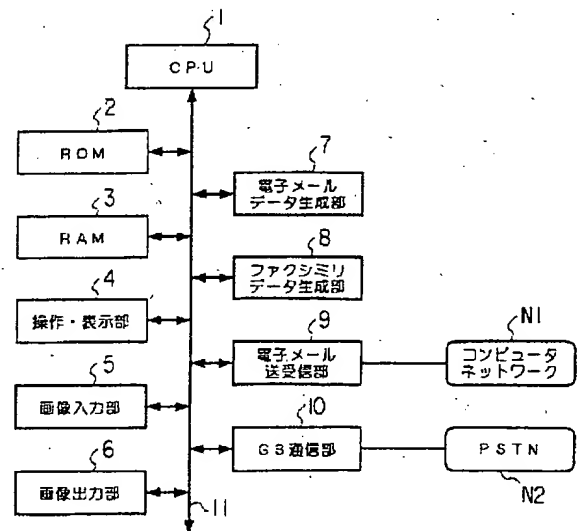 1
CPU
2
ROM
3
RAM
4
操作・表示部
5
画像入力部
6
画像出力部
7
電子メール
データ生成部
8
ファクシミリ
データ生成部
9
電子メール
送受信部
10
G3通信部
11
N1
コンピュータ
ネットワーク
PSTN
N2